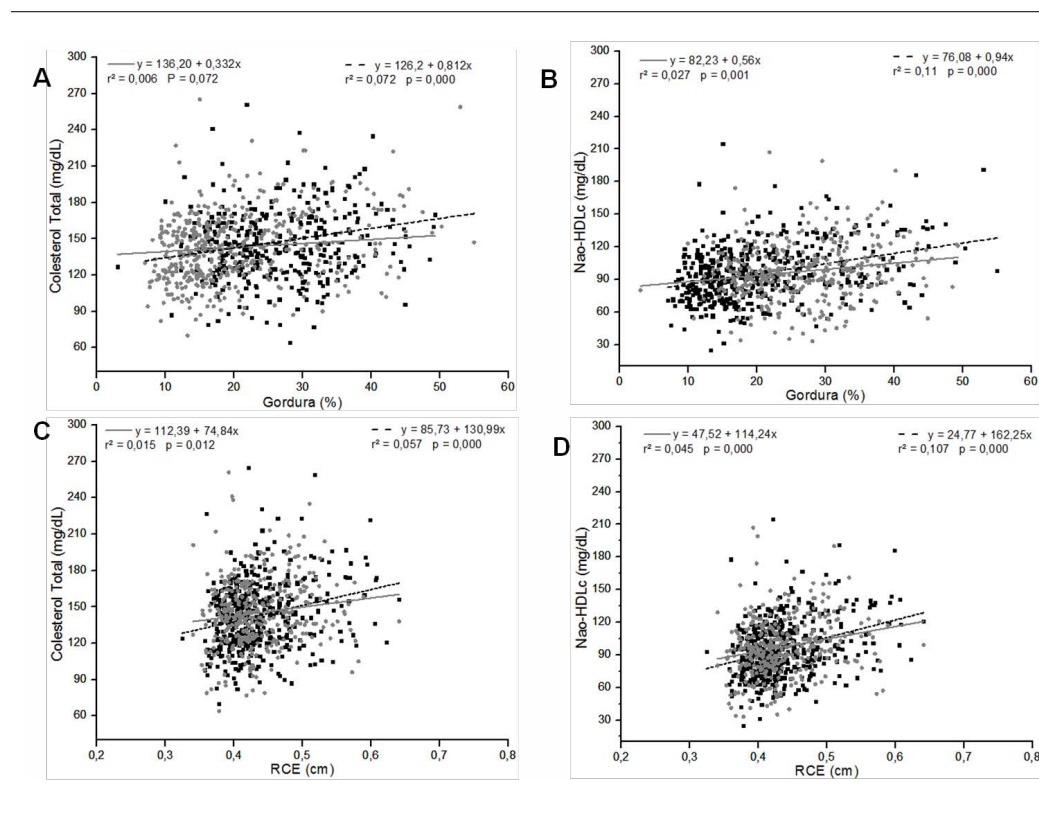 A
y = 136,20 + 0,332x
r² = 0,006 P = 0,072
y = 126,2 + 0,812x
r² = 0,072 p = 0,000
Colesterol Total (mg/dL)
300
270
240
210
180
150
120
90
60
0 10 20 30 40 50 60
Gordura (%)
B
y = 82,23 + 0,56x
r² = 0,027 p = 0,001
y = 76,08 + 0,94x
r² = 0,11 p = 0,000
Nao-HDLc (mg/dL)
300
270
240
210
180
150
120
90
60
30
0 10 20 30 40 50 60
Gordura (%)
C
y = 112,39 + 74,84x
r² = 0,015 p = 0,012
y = 85,73 + 130,99x
r² = 0,057 p = 0,000
Colesterol Total (mg/dL)
300
270
240
210
180
150
120
90
60
0,2 0,3 0,4 0,5 0,6 0,7 0,8
RCE (cm)
D
y = 47,52 + 114,24x
r² = 0,045 p = 0,000
y = 24,77 + 162,25x
r² = 0,107 p = 0,000
Nao-HDLc (mg/dL)
300
270
240
210
180
150
120
90
60
30
0,2 0,3 0,4 0,5 0,6 0,7 0,8
RCE (cm)